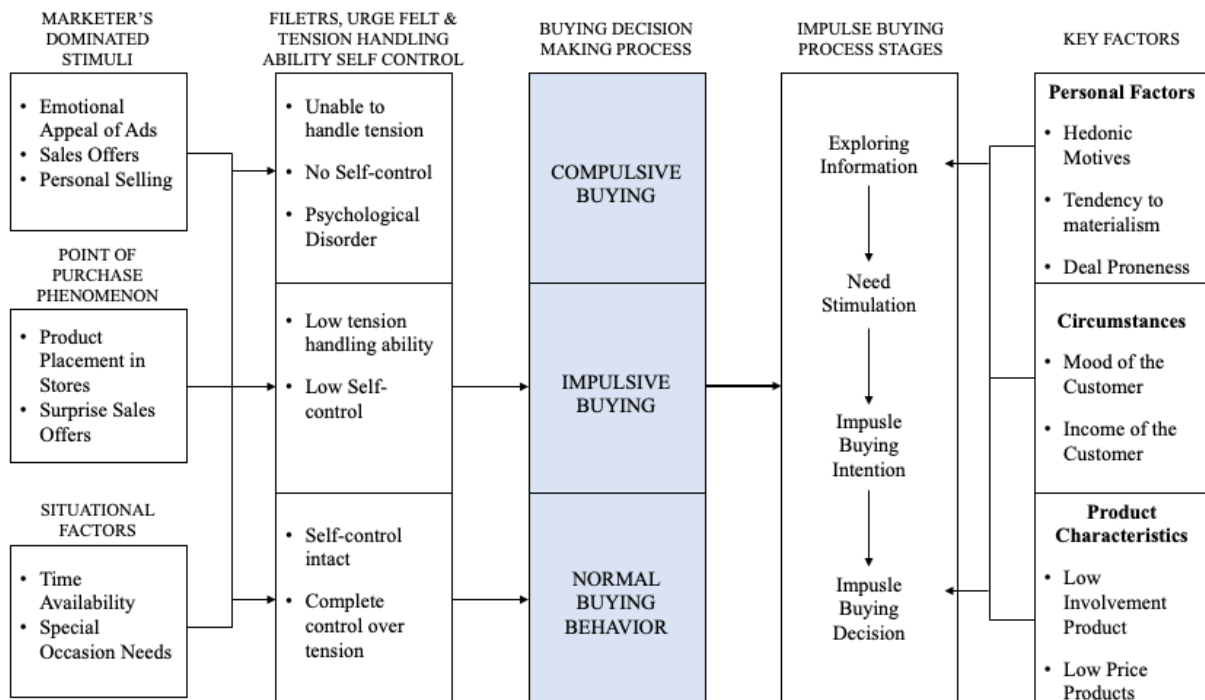 MARKETER'S
DOMINATED
STIMULI
• Emotional
Appeal of Ads
• Sales Offers
• Personal Selling
POINT OF
PURCHASE
PHENOMENON
• Product
Placement in
Stores
• Surprise Sales
Offers
SITUATIONAL
FACTORS
• Time
Availability
• Special
Occasion Needs
FILETRS, URGE FELT &
TENSION HANDLING
ABILITY SELF CONTROL
• Unable to
handle tension
• No Self-control
• Psychological
Disorder
• Low tension
handling ability
• Low Self-
control
• Self-control
intact
• Complete
control over
tension
BUYING DECISION
MAKING PROCESS
COMPULSIVE
BUYING
IMPULSIVE
BUYING
NORMAL
BUYING
BEHAVIOR
IMPULSE BUYING
PROCESS STAGES
Exploring
Information
Need
Stimulation
Impusle
Buying
Intention
Impusle
Buying
Decision
KEY FACTORS
Personal Factors
• Hedonic
Motives
• Tendency to
materialism
• Deal Proneness
Circumstances
• Mood of the
Customer
• Income of the
Customer
Product
Characteristics
• Low
Involvement
Product
• Low Price
Products